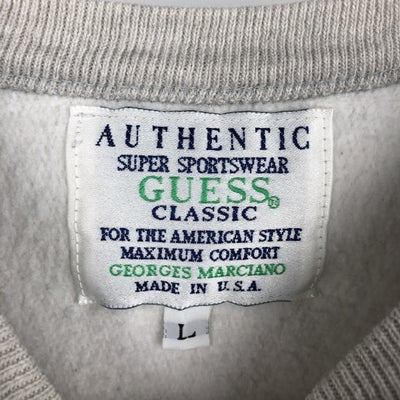 AUTHENTIC
SUPER SPORTSWEAR
GUESS®
CLASSIC
FOR THE AMERICAN STYLE
MAXIMUM COMFORT
GEORGES MARCIANO
MADE IN U.S.A.
L